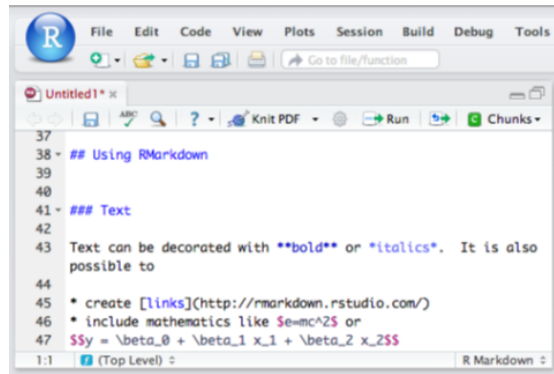 R File Edit Code View Plots Session Build Debug Tools
Go to file/function
Untitled1* ×
ABC ? Knit PDF Run C Chunks
37
38 ## Using RMarkdown
39
40
41 ### Text
42
43 Text can be decorated with **bold** or *italics*. It is also
possible to
44
45 * create [links](http://rmarkdown.rstudio.com/)
46 * include mathematics like $e=mc^2$ or
47 $$y = \beta_0 + \beta_1 x_1 + \beta_2 x_2$$
1:1 # (Top Level) R Markdown